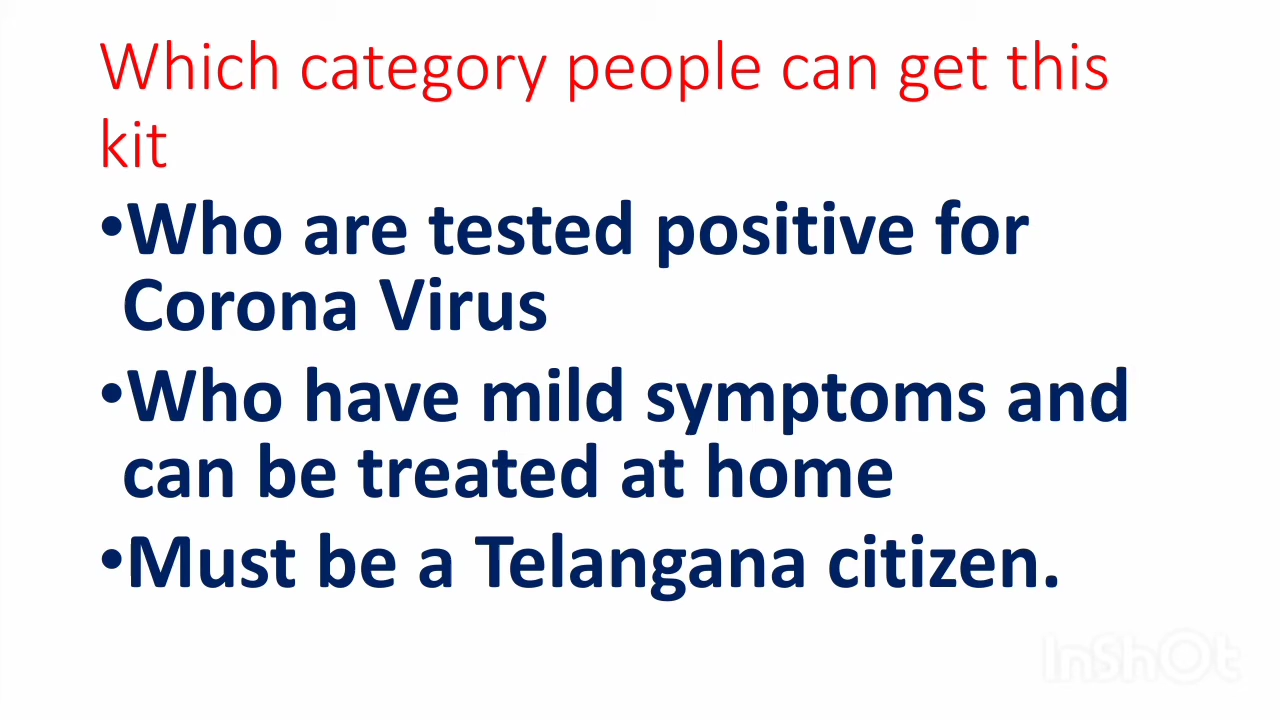 Which category people can get this
kit
•Who are tested positive for
Corona Virus
•Who have mild symptoms and
can be treated at home
•Must be a Telangana citizen.
InShOt